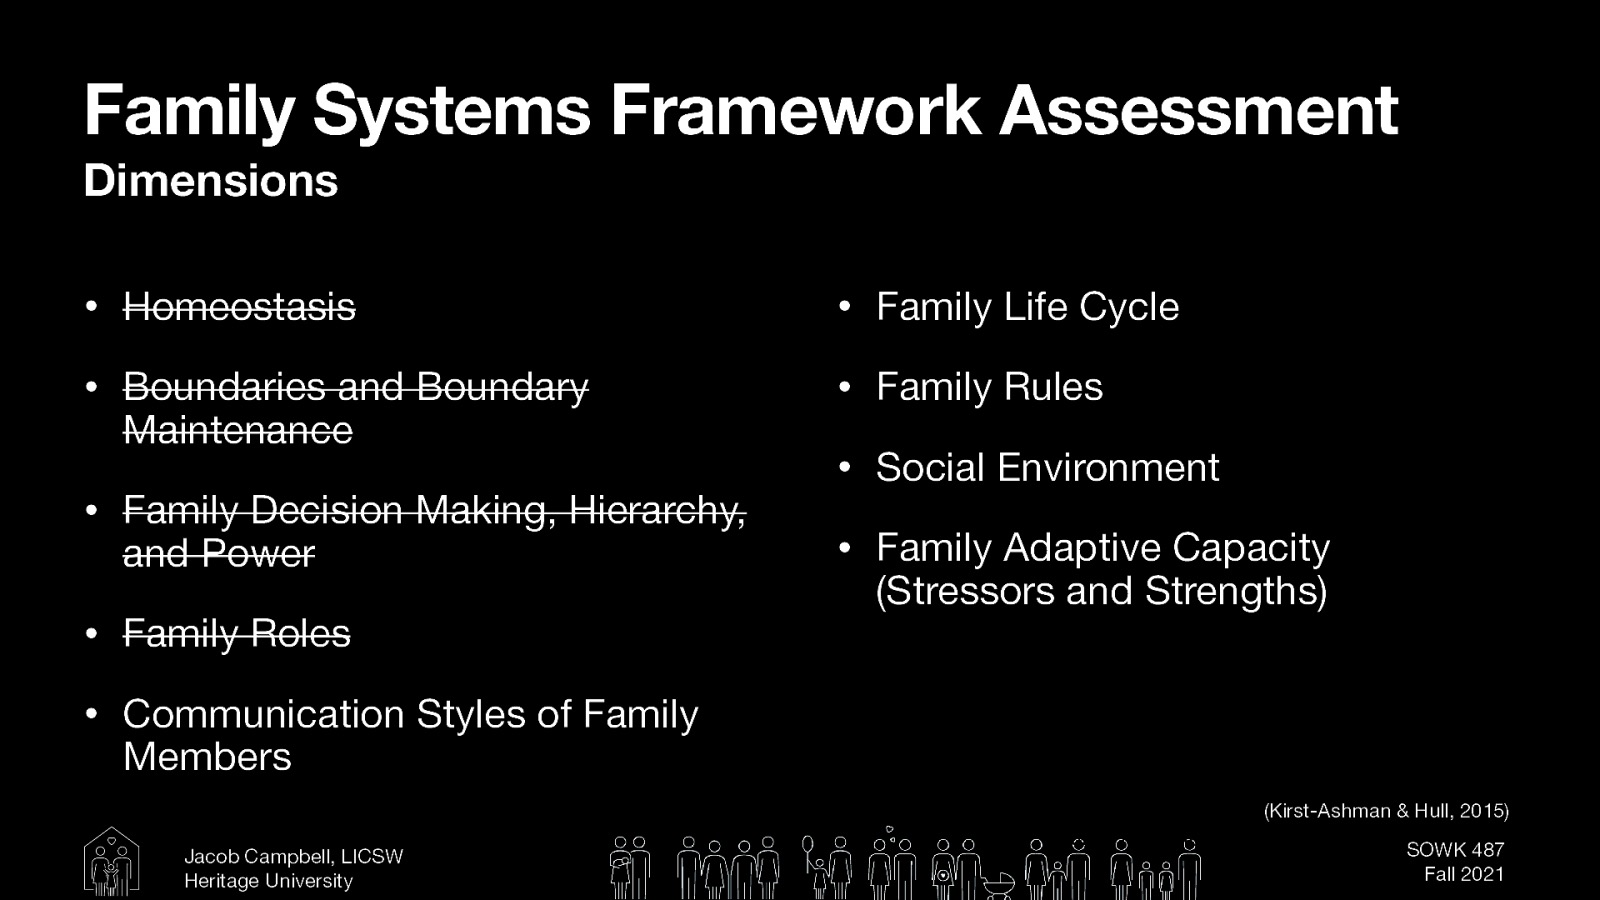 Family Systems Framework Assessment
Dimensions
• Homeostasis
• Boundaries and Boundary
Maintenance
• Family Decision Making, Hierarchy,
and Power
• Family Roles
• Communication Styles of Family
Members
• Family Life Cycle
• Family Rules
• Social Environment
• Family Adaptive Capacity
(Stressors and Strengths)
(Kirst-Ashman & Hull, 2015)
Jacob Campbell, LICSW
Heritage University
SOWK 487
Fall 2021